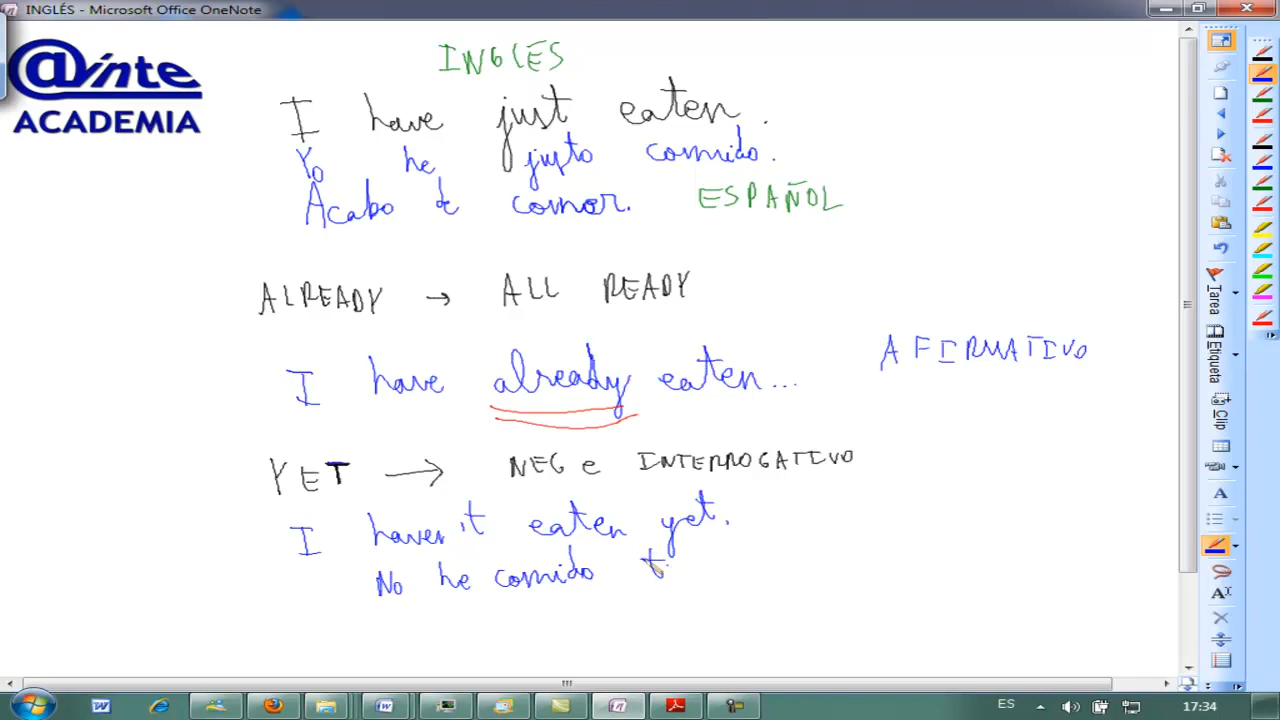 INGLÉS - Microsoft Office OneNote
@inte
ACADEMIA
INGLES
I have just eaten.
Yo he justo comido.
Acabo de comer.
ESPAÑOL
ALREADY → ALL READY
I have already eaten...
AFIRMATIVO
YET → NEG e INTERROGATIVO
I haven't eaten yet.
No he comido t
Tarea
Etiqueta
Clip
ES
17:34